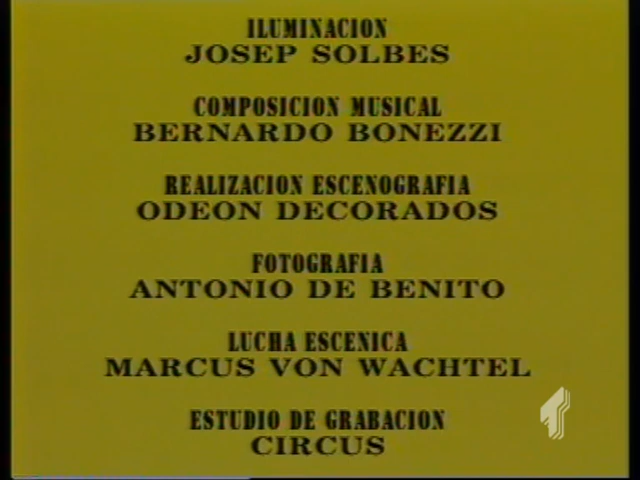 ILUMINACION
JOSEP SOLBES
COMPOSICION MUSICAL
BERNARDO BONEZZI
REALIZACION ESCENOGRAFIA
ODEON DECORADOS
FOTOGRAFIA
ANTONIO DE BENITO
LUCHA ESCENICA
MARCUS VON WACHTEL
ESTUDIO DE GRABACION
CIRCUS
1